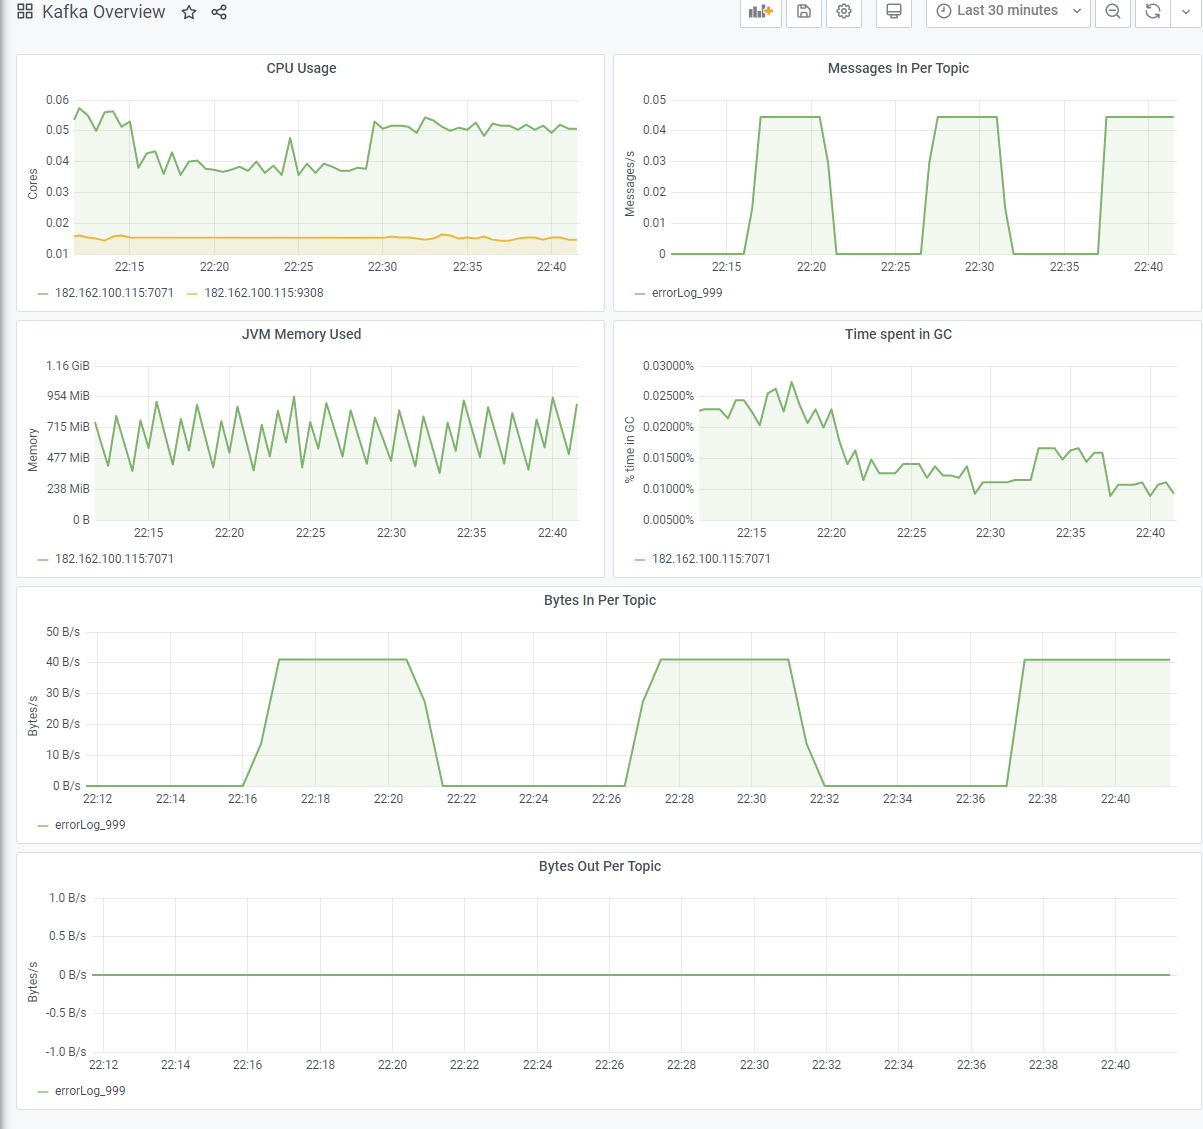 Kafka Overview
Last 30 minutes
CPU Usage
0.06
0.05
0.04
0.03
0.02
0.01
Cores
22:15 22:20 22:25 22:30 22:35 22:40
182.162.100.115:7071 182.162.100.115:9308
Messages In Per Topic
0.05
0.04
0.03
0.02
0.01
0
Messages/s
22:15 22:20 22:25 22:30 22:35 22:40
errorLog_999
JVM Memory Used
1.16 GiB
954 MiB
715 MiB
477 MiB
238 MiB
0 B
Memory
22:15 22:20 22:25 22:30 22:35 22:40
182.162.100.115:7071
Time spent in GC
0.03000%
0.02500%
0.02000%
0.01500%
0.01000%
0.00500%
% time in GC
22:15 22:20 22:25 22:30 22:35 22:40
182.162.100.115:7071
Bytes In Per Topic
50 B/s
40 B/s
30 B/s
20 B/s
10 B/s
0 B/s
Bytes/s
22:12 22:14 22:16 22:18 22:20 22:22 22:24 22:26 22:28 22:30 22:32 22:34 22:36 22:38 22:40
errorLog_999
Bytes Out Per Topic
1.0 B/s
0.5 B/s
0 B/s
-0.5 B/s
-1.0 B/s
Bytes/s
22:12 22:14 22:16 22:18 22:20 22:22 22:24 22:26 22:28 22:30 22:32 22:34 22:36 22:38 22:40
errorLog_999